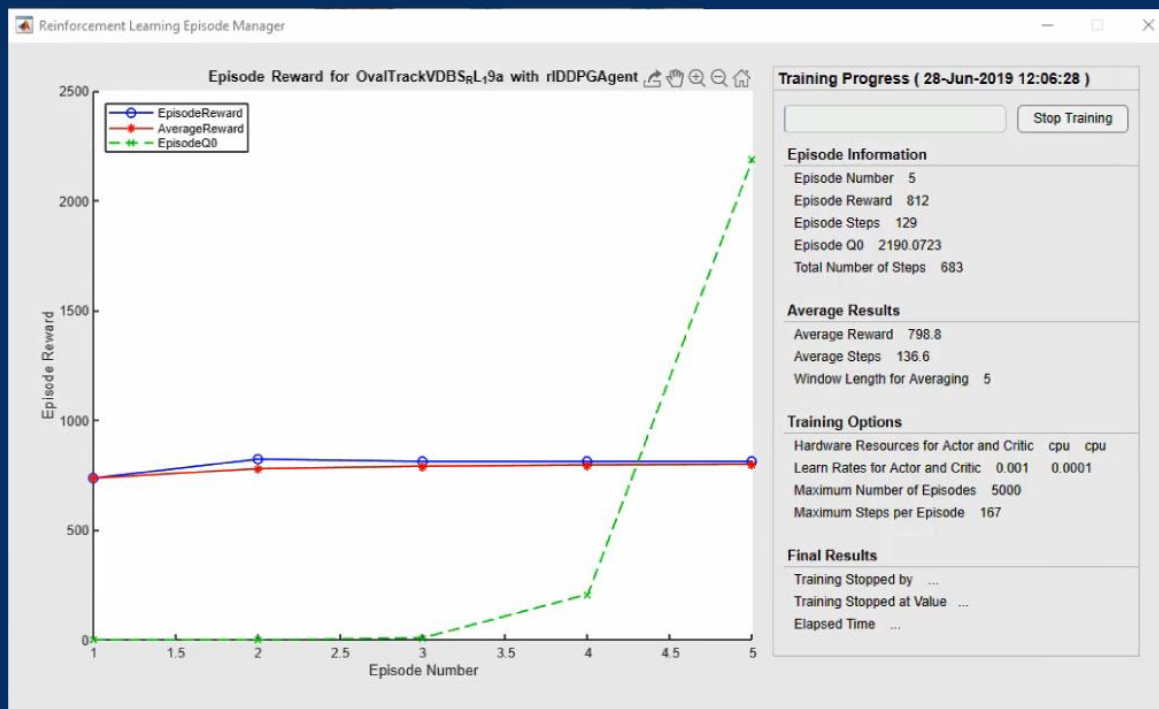 Reinforcement Learning Episode Manager
Episode Reward for OvalTrackVDBS_RL_19a with rlDDPGAgent
2500
2000
1500
1000
500
0
Episode Reward
EpisodeReward
AverageReward
EpisodeQ0
1 1.5 2 2.5 3 3.5 4 4.5 5
Episode Number
Training Progress ( 28-Jun-2019 12:06:28 )
Stop Training
Episode Information
Episode Number 5
Episode Reward 812
Episode Steps 129
Episode Q0 2190.0723
Total Number of Steps 683
Average Results
Average Reward 798.8
Average Steps 136.6
Window Length for Averaging 5
Training Options
Hardware Resources for Actor and Critic cpu cpu
Learn Rates for Actor and Critic 0.001 0.0001
Maximum Number of Episodes 5000
Maximum Steps per Episode 167
Final Results
Training Stopped by ...
Training Stopped at Value ...
Elapsed Time ...